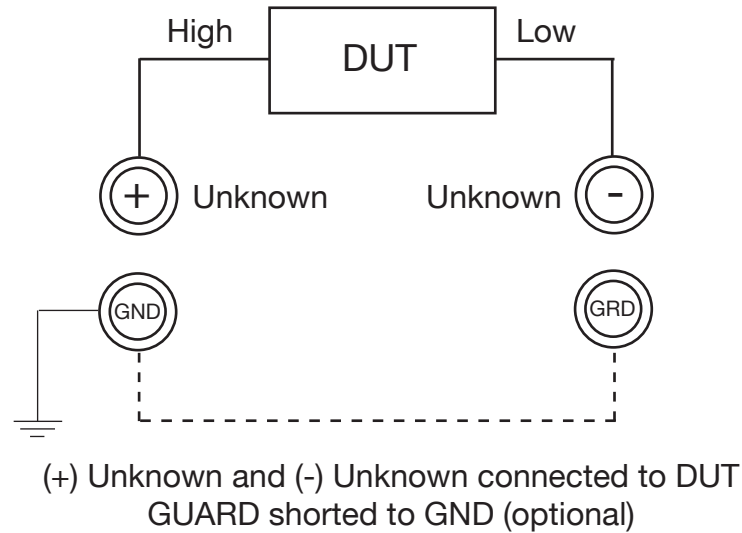 High
DUT
Low
+
Unknown
Unknown
-
GND
GRD
(+) Unknown and (-) Unknown connected to DUT
GUARD shorted to GND (optional)